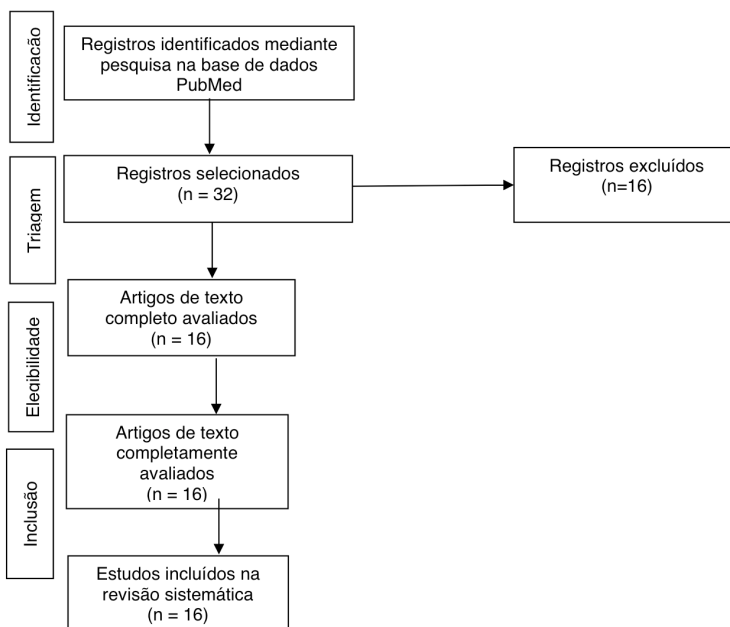 Identificacão
Registros identificados mediante
pesquisa na base de dados
PubMed
Triagem
Registros selecionados
(n = 32)
Registros excluídos
(n=16)
Elegibilidade
Artigos de texto
completo avaliados
(n = 16)
Artigos de texto
completamente
avaliados
(n = 16)
Inclusão
Estudos incluídos na
revisão sistemática
(n = 16)